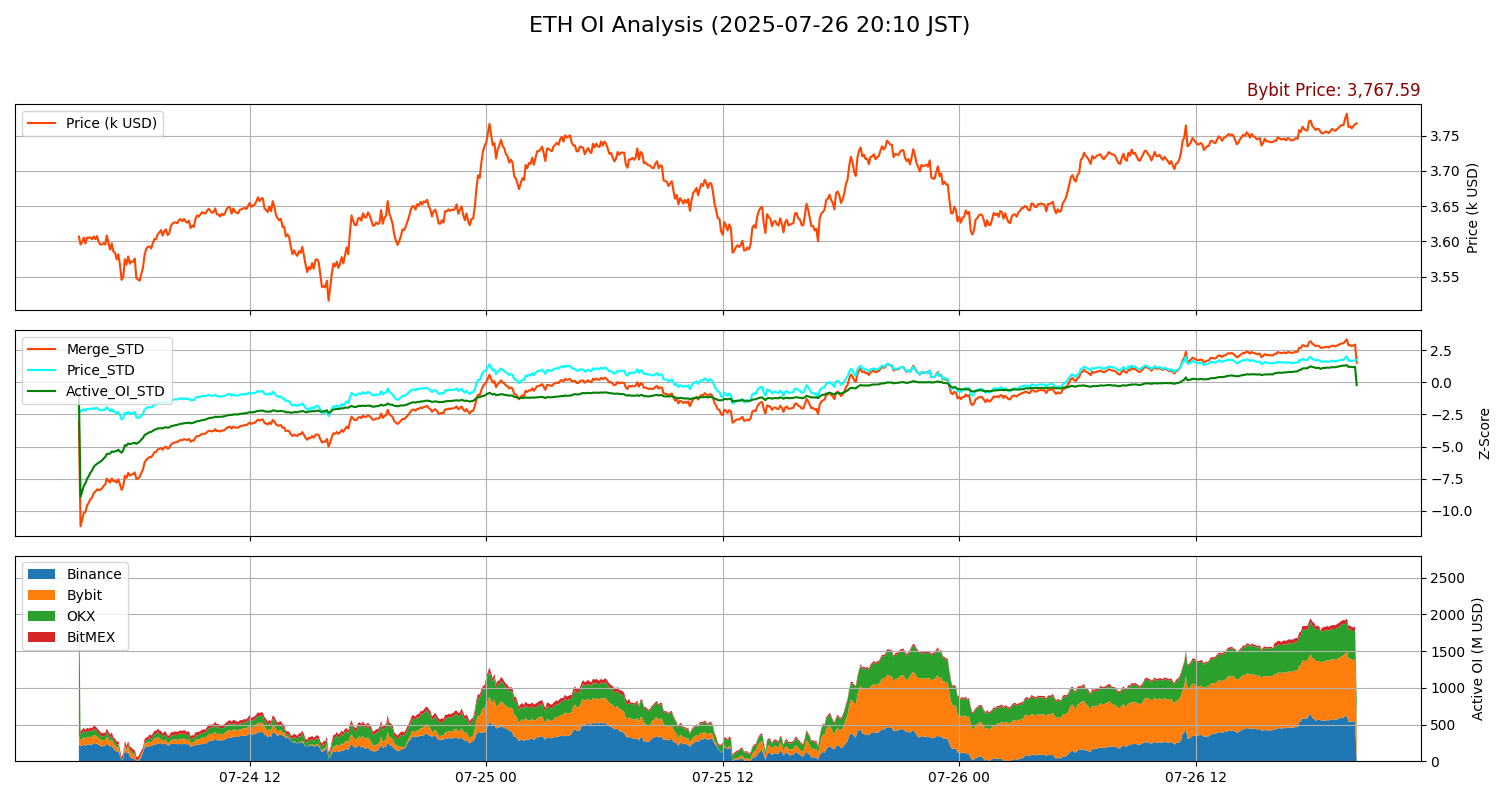 ETH OI Analysis (2025-07-26 20:10 JST)
Bybit Price: 3,767.59
Price (k USD)
3.75
3.70
3.65
3.60
3.55
Price (k USD)
Merge_STD
Price_STD
Active_OI_STD
2.5
0.0
−2.5
−5.0
−7.5
−10.0
Z-Score
Binance
Bybit
OKX
BitMEX
2500
2000
1500
1000
500
0
Active OI (M USD)
07-24 12
07-25 00
07-25 12
07-26 00
07-26 12